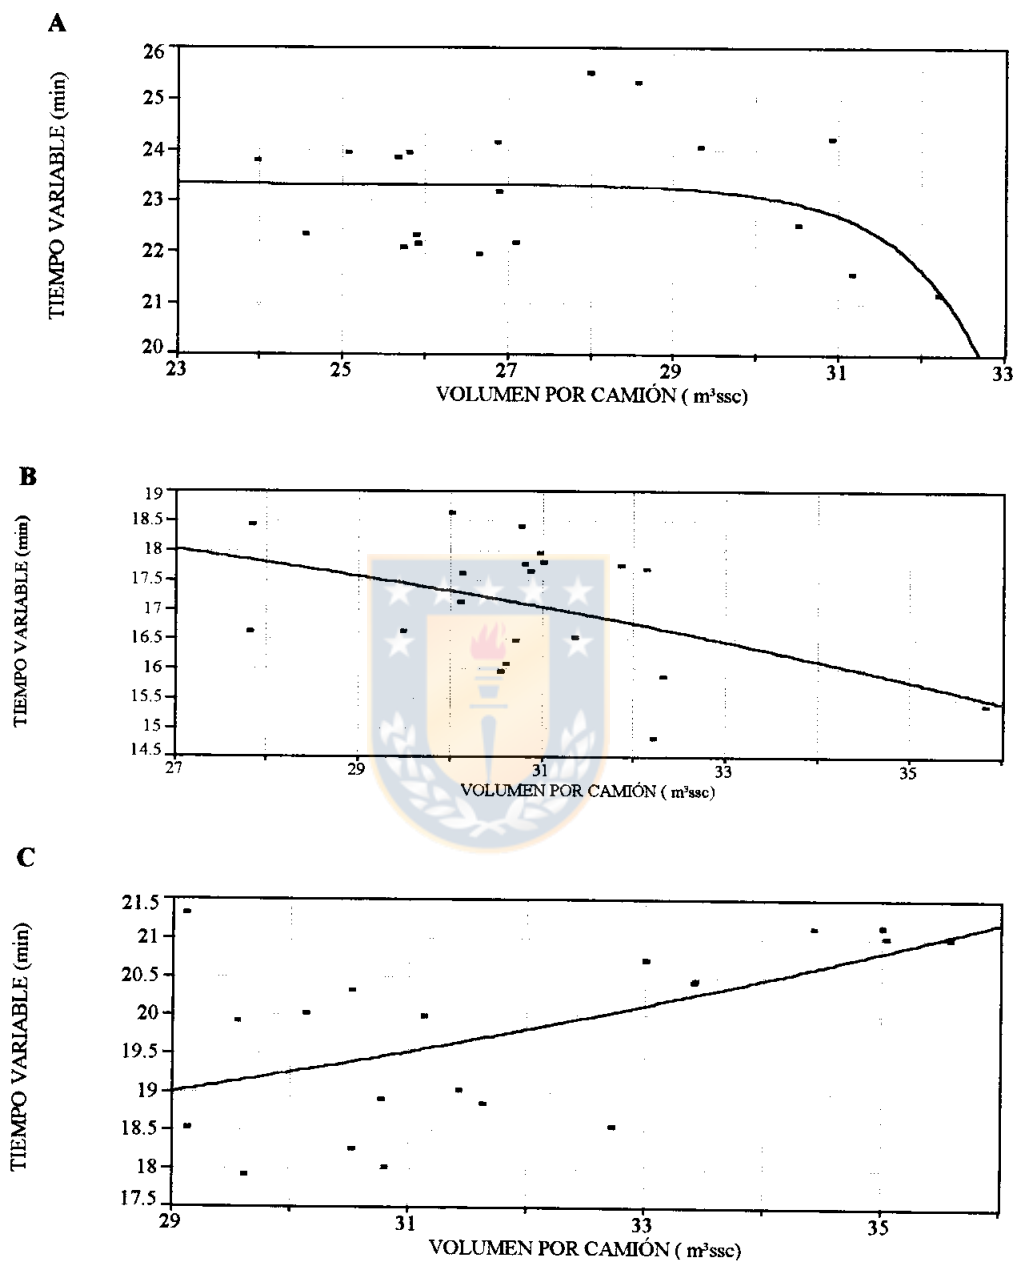 A
26
25
24
23
22
21
20
TIEMPO VARIABLE (min)
23 25 27 29 31 33
VOLUMEN POR CAMIÓN ( m³ssc)
B
19
18.5
18
17.5
17
16.5
16
15.5
15
14.5
TIEMPO VARIABLE (min)
27 29 31 33 35
VOLUMEN POR CAMIÓN ( m³ssc)
C
21.5
21
20.5
20
19.5
19
18.5
18
17.5
TIEMPO VARIABLE (min)
29 31 33 35
VOLUMEN POR CAMIÓN ( m³ssc)